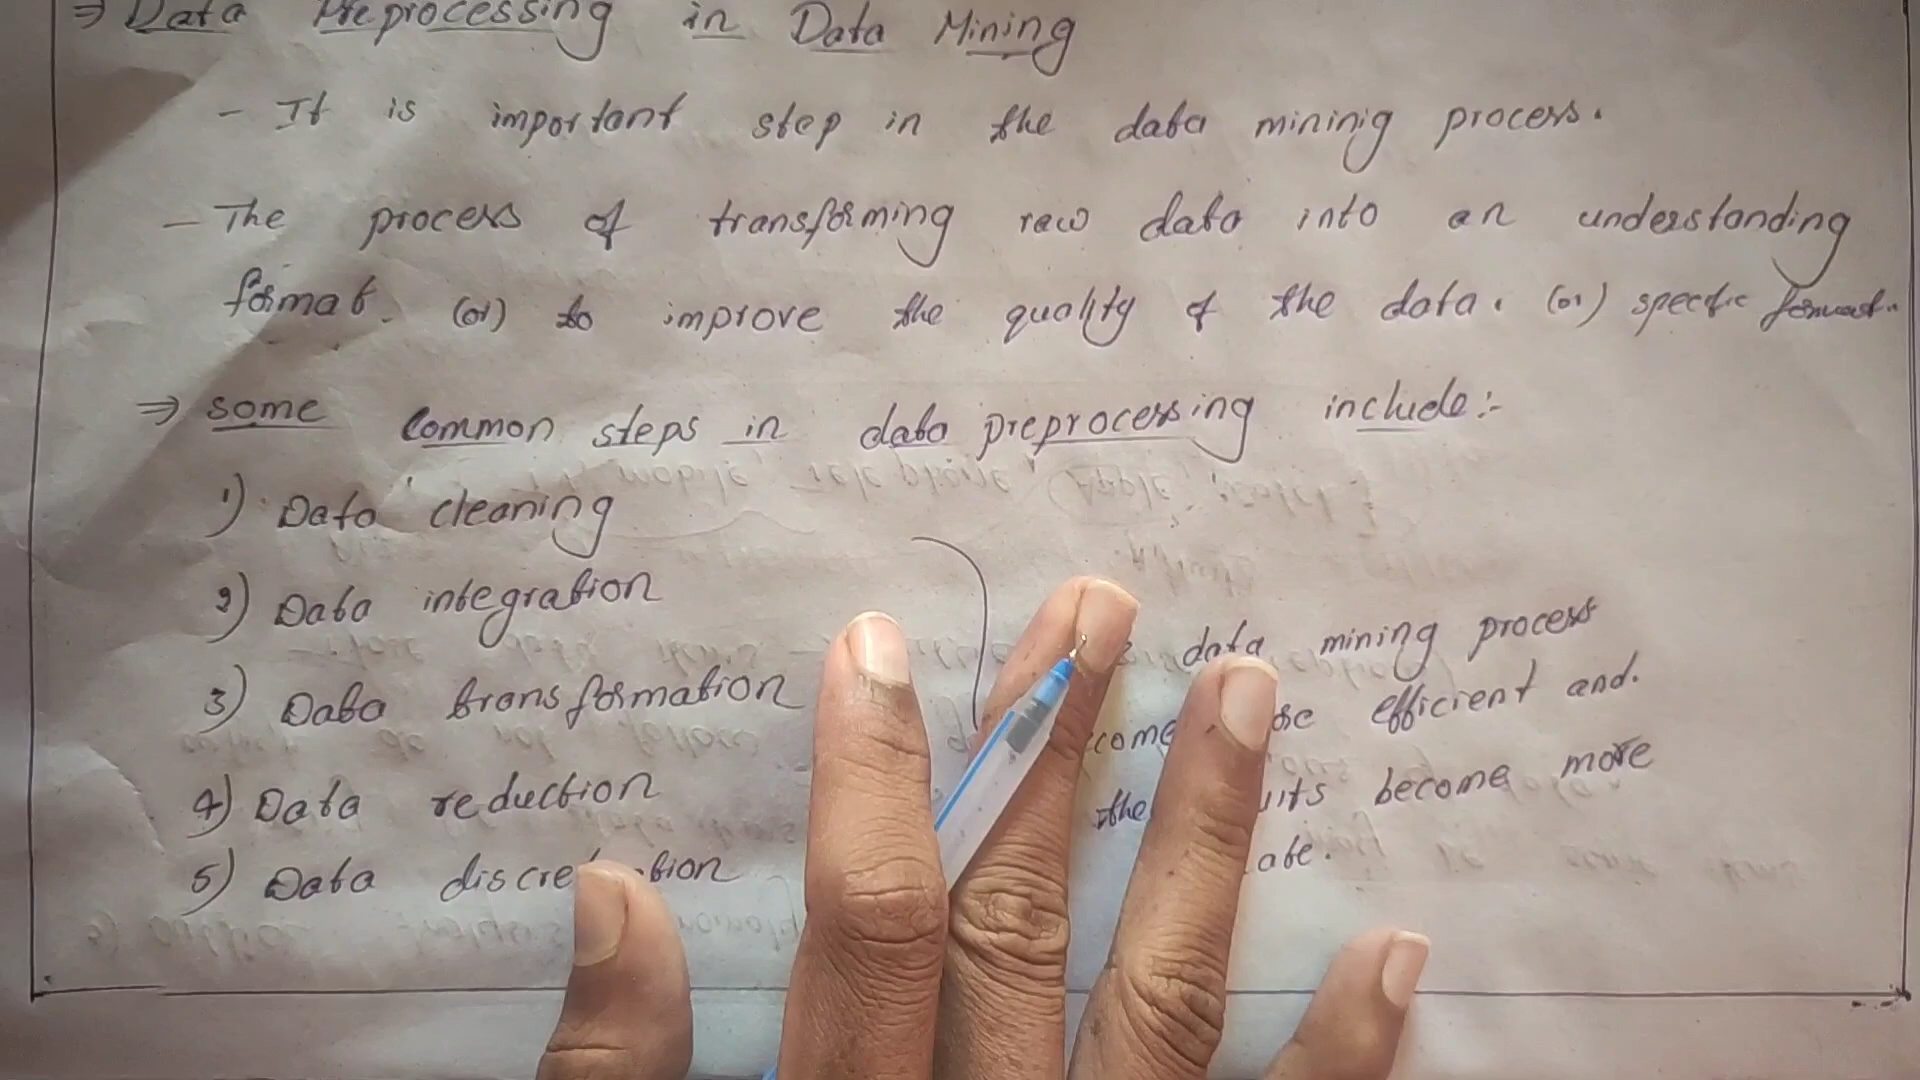 ⇒ Data Preprocessing in Data Mining
- It is important step in the data mininig process.
- The process of transforming raw data into an understanding
format. (or) to improve the quality of the data. (or) specific format.
⇒ some common steps in data preprocessing include:-
1) Data cleaning
2) Data integration
3) Data transformation
4) Data reduction
5) Data
data mining process
efficient and.
the become more